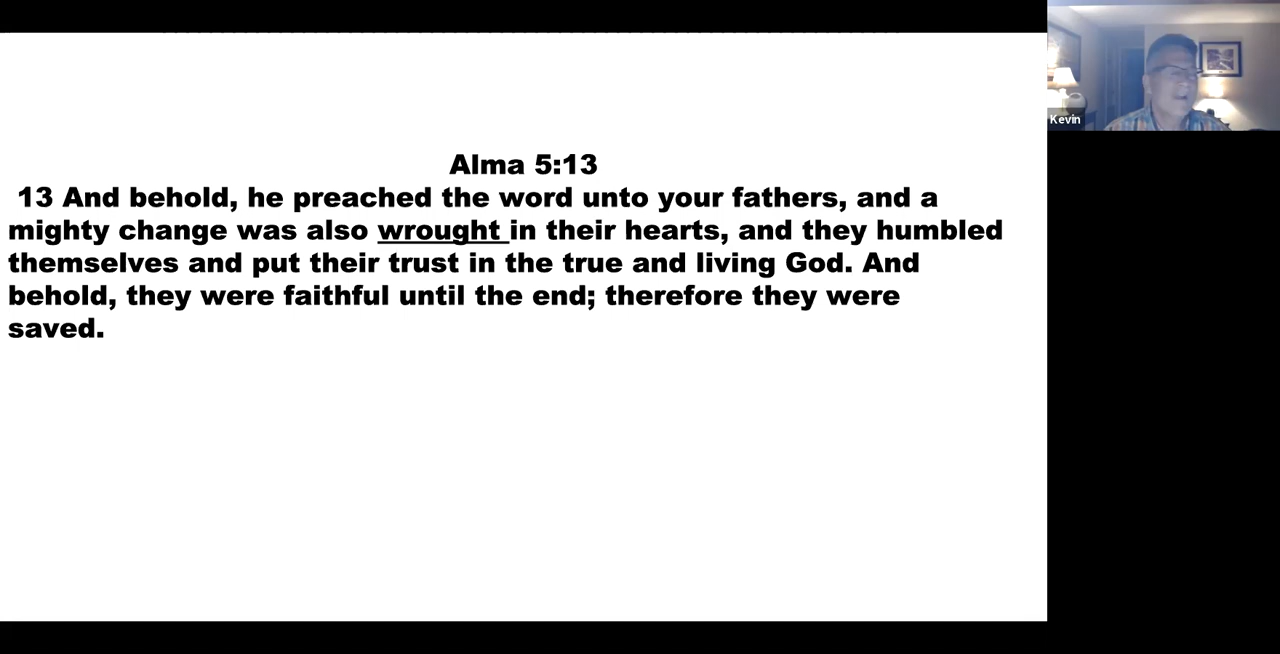 Alma 5:13
13 And behold, he preached the word unto your fathers, and a
mighty change was also wrought in their hearts, and they humbled
themselves and put their trust in the true and living God. And
behold, they were faithful until the end; therefore they were
saved.
Kevin